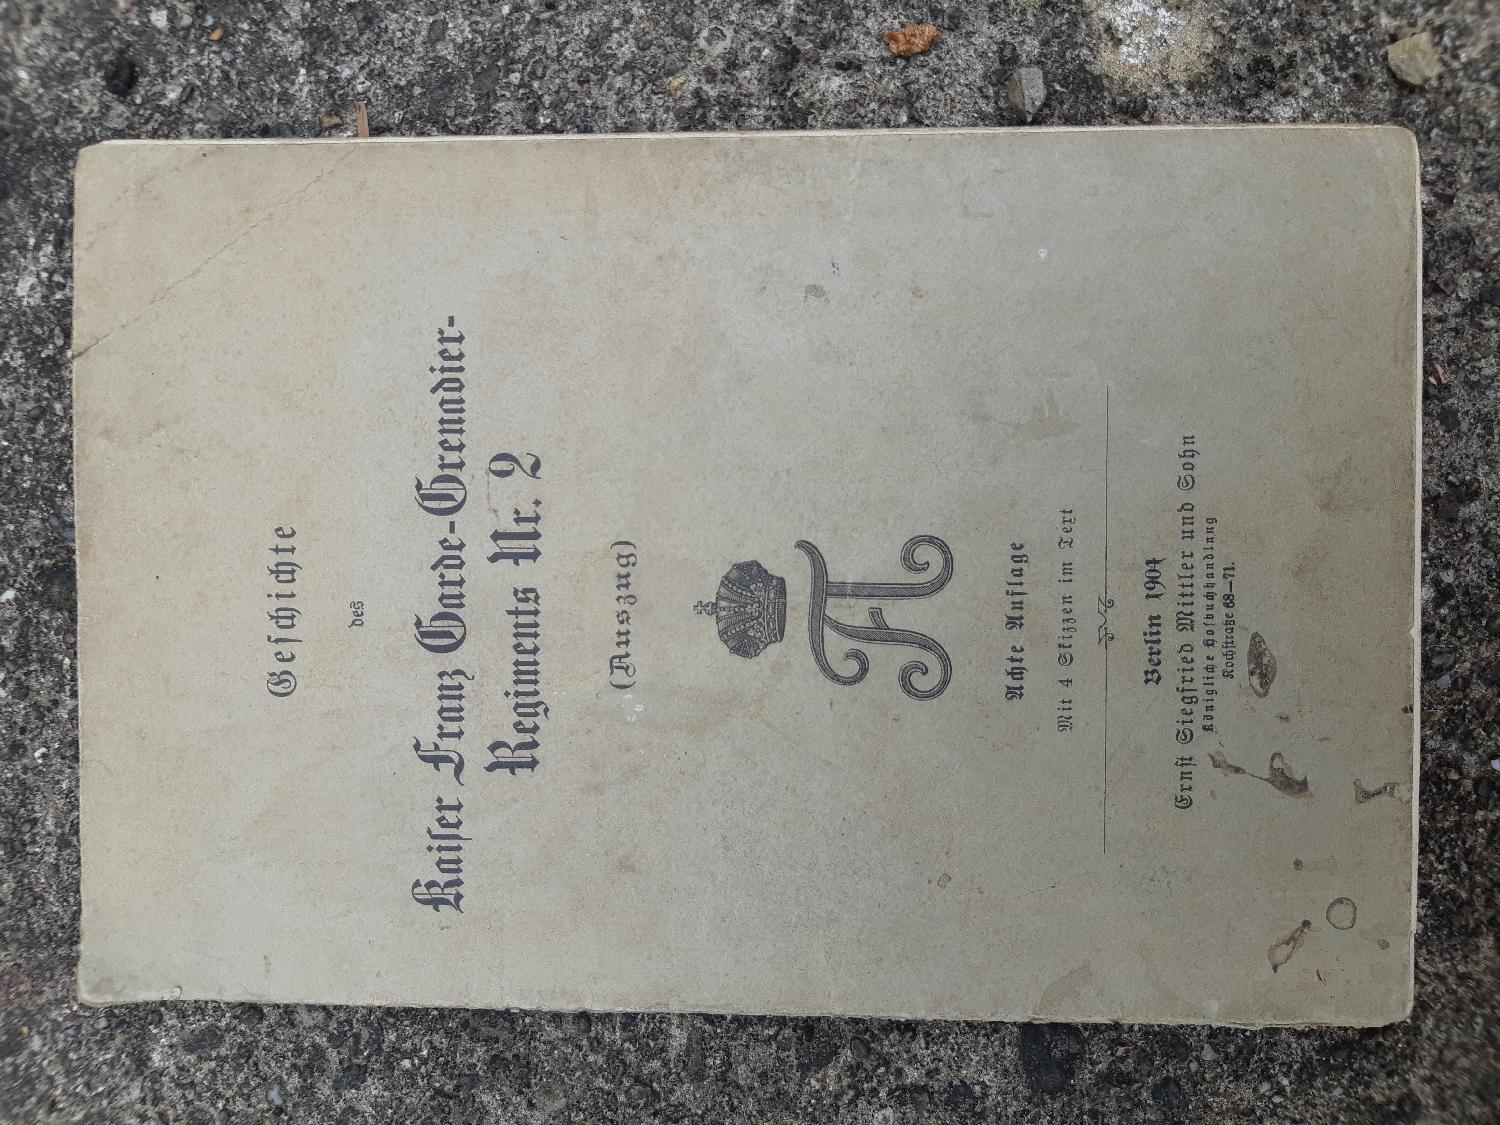 Geschichte
des
Kaiser Franz Garde-Grenadier-
Regiments Nr. 2
(Auszug)
F
Achte Auflage
Mit 4 Skizzen im Text
Berlin 1904
Ernst Siegfried Mittler und Sohn
Königliche Hofbuchhandlung
Kochstraße 68—71.